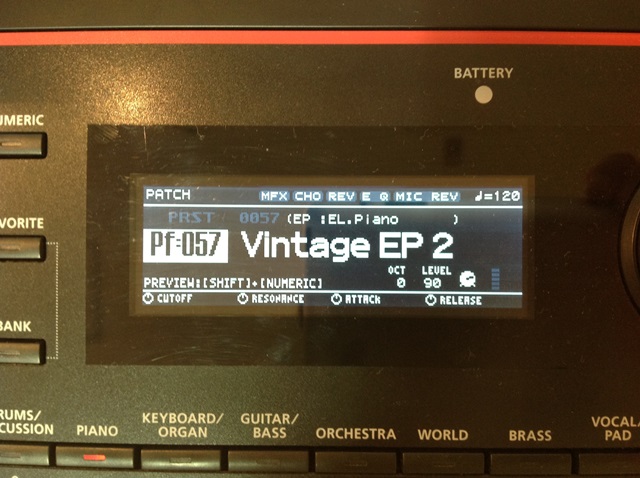 BATTERY
UMERIC
VORITE
BANK
PATCH MFX CHO REV E Q MIC REV ♩=120
PRST 0057 (EP :EL.Piano )
Pf:057 Vintage EP 2
OCT LEVEL
PREVIEW:[SHIFT]+[NUMERIC] 0 90
CUTOFF RESONANCE ATTACK RELEASE
RUMS/
CUSSION
PIANO
KEYBOARD/
ORGAN
GUITAR/
BASS
ORCHESTRA
WORLD
BRASS
VOCAL/
PAD